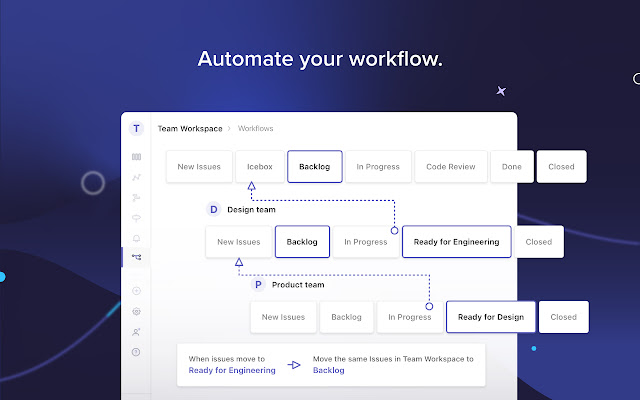 Automate your workflow.
T Team Workspace > Workflows
New Issues Icebox Backlog In Progress Code Review Done Closed
D Design team
New Issues Backlog In Progress Ready for Engineering Closed
P Product team
New Issues Backlog In Progress Ready for Design Closed
When issues move to Move the same Issues in Team Workspace to
Ready for Engineering Backlog